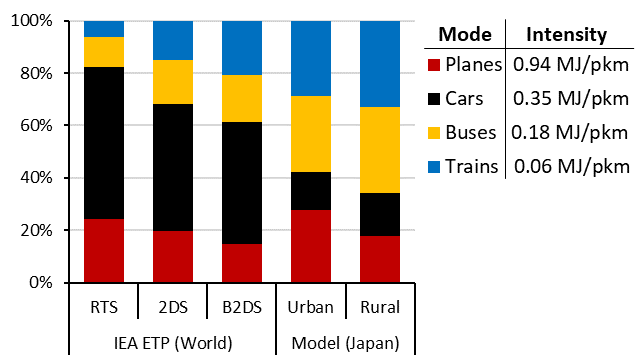 100%
80%
60%
40%
20%
0%
RTS 2DS B2DS Urban Rural
IEA ETP (World) Model (Japan)
Mode Intensity
Planes 0.94 MJ/pkm
Cars 0.35 MJ/pkm
Buses 0.18 MJ/pkm
Trains 0.06 MJ/pkm